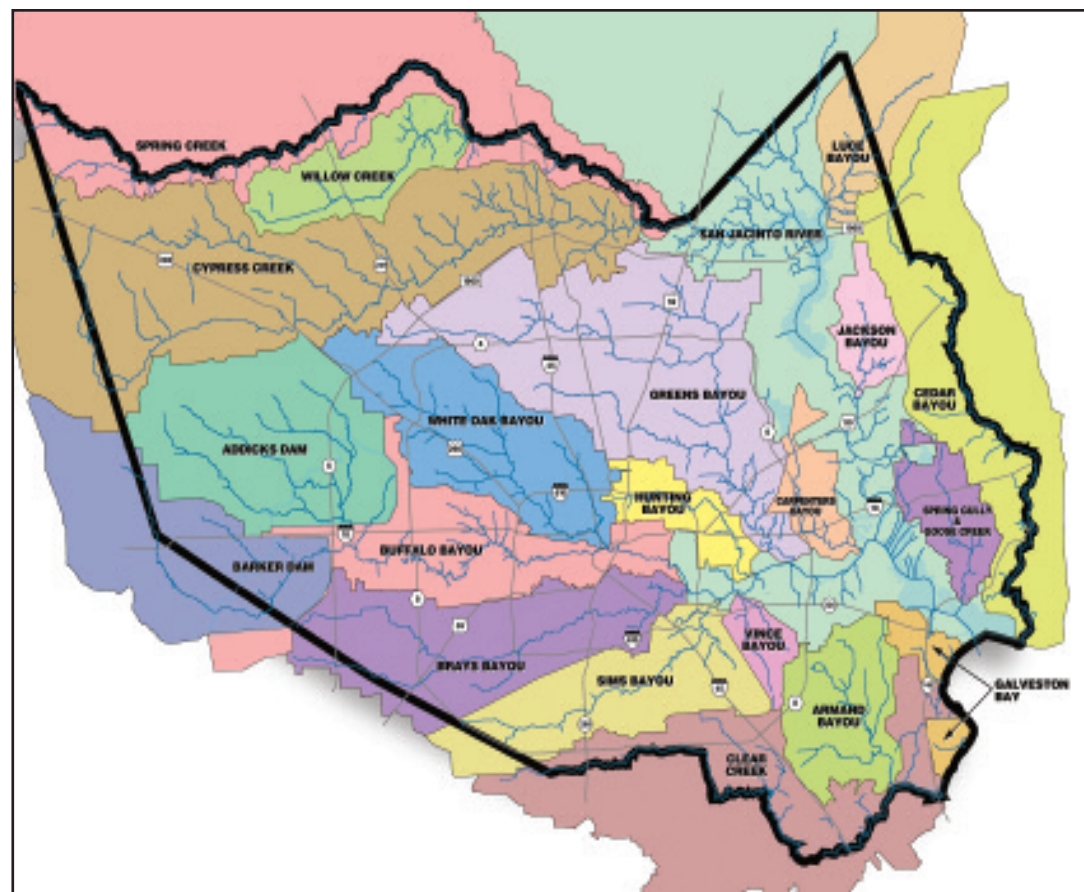 SPRING CREEK
WILLOW CREEK
LUCE
BAYOU
SAN JACINTO RIVER
CYPRESS CREEK
JACKSON
BAYOU
GREENS BAYOU
CEDAR
BAYOU
WHITE OAK BAYOU
ADDICKS DAM
HUNTING
BAYOU
CARPENTERS
BAYOU
SPRING GULLY
&
GOOSE CREEK
BUFFALO BAYOU
BARKER DAM
VINCE
BAYOU
BRAYS BAYOU
SIMS BAYOU
GALVESTON
BAY
ARMAND
BAYOU
CLEAR
CREEK